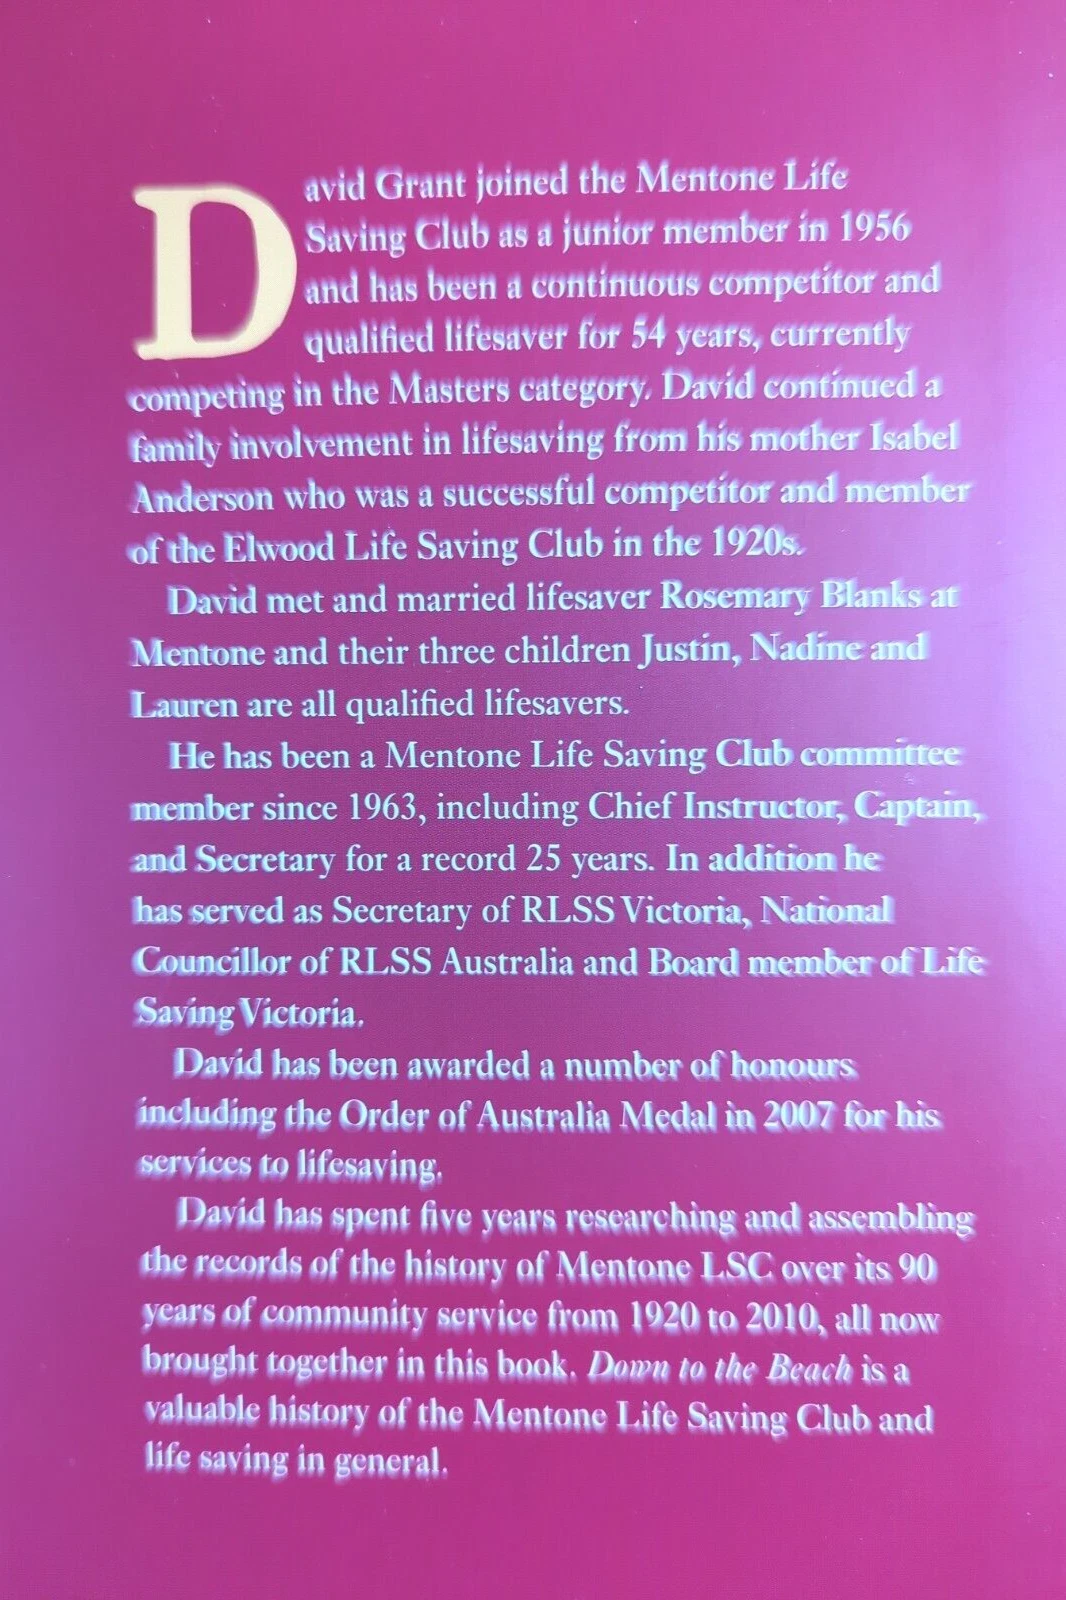 David Grant joined the Mentone Life
Saving Club as a junior member in 1956
and has been a continuous competitor and
qualified lifesaver for 54 years, currently
competing in the Masters category. David continued a
family involvement in lifesaving from his mother Isabel
Anderson who was a successful competitor and member
of the Elwood Life Saving Club in the 1920s.
David met and married lifesaver Rosemary Blanks at
Mentone and their three children Justin, Nadine and
Lauren are all qualified lifesavers.
He has been a Mentone Life Saving Club committee
member since 1963, including Chief Instructor, Captain,
and Secretary for a record 25 years. In addition he
has served as Secretary of RLSS Victoria, National
Councillor of RLSS Australia and Board member of Life
Saving Victoria.
David has been awarded a number of honours
including the Order of Australia Medal in 2007 for his
services to lifesaving.
David has spent five years researching and assembling
the records of the history of Mentone LSC over its 90
years of community service from 1920 to 2010, all now
brought together in this book. Down to the Beach is a
valuable history of the Mentone Life Saving Club and
life saving in general.